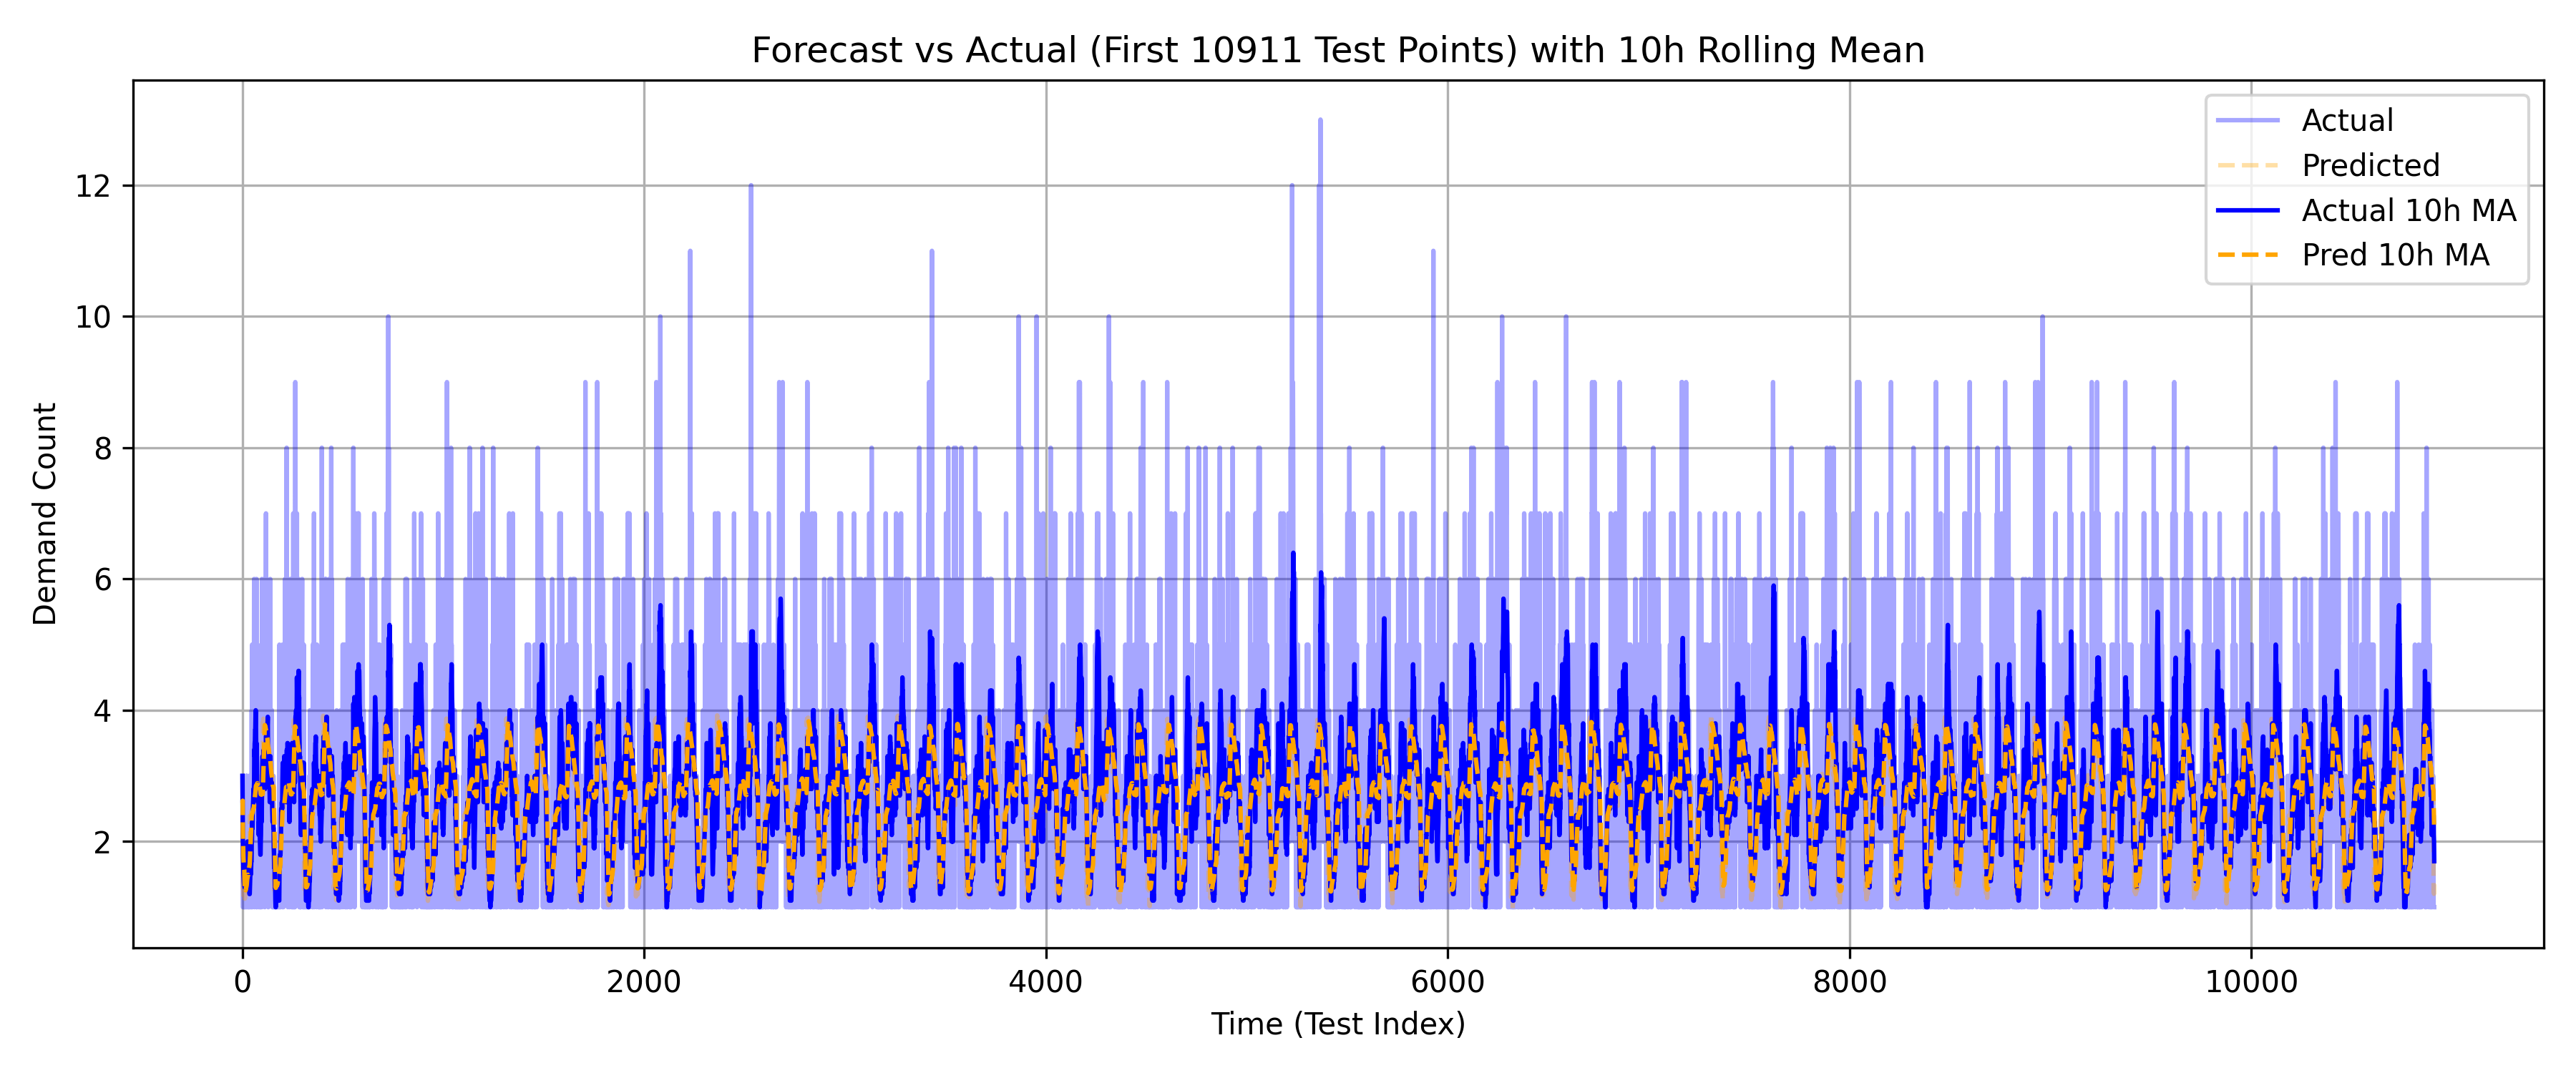 Forecast vs Actual (First 10911 Test Points) with 10h Rolling Mean
Actual
Predicted
Actual 10h MA
Pred 10h MA
Demand Count
12
10
8
6
4
2
0 2000 4000 6000 8000 10000
Time (Test Index)